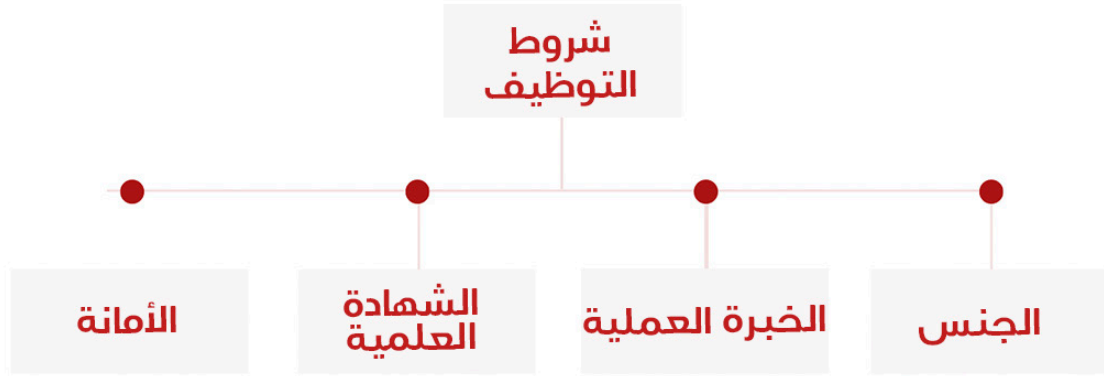 شروط
التوظيف
الجنس
الخبرة العملية
الشهادة
العلمية
الأمانة